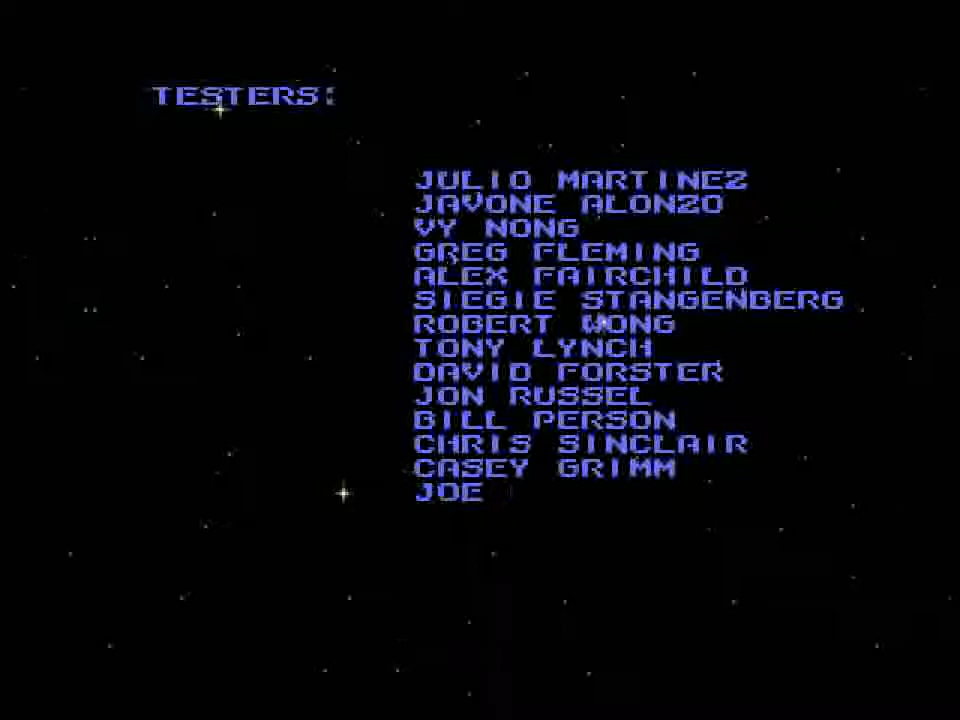 TESTERS:
JULIO MARTINEZ
JAVONE ALONZO
VY NONG
GREG FLEMING
ALEX FAIRCHILD
SIEGIE STANGENBERG
ROBERT WONG
TONY LYNCH
DAVID FORSTER
JON RUSSEL
BILL PERSON
CHRIS SINCLAIR
CASEY GRIMM
JOE